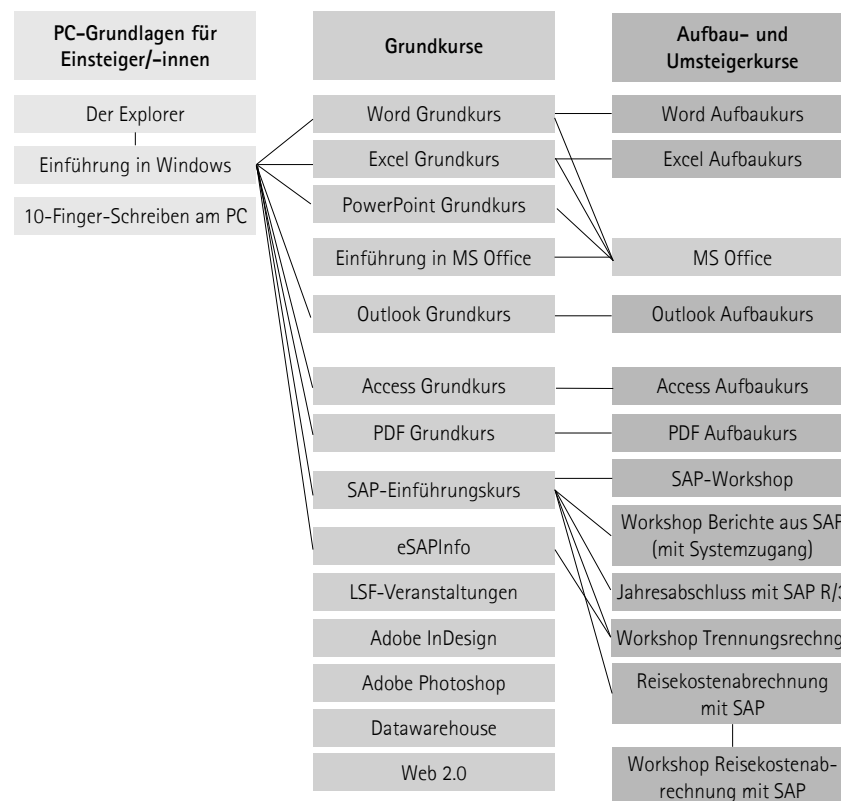 PC-Grundlagen für
Einsteiger/-innen
Der Explorer
Einführung in Windows
10-Finger-Schreiben am PC
Grundkurse
Word Grundkurs
Excel Grundkurs
PowerPoint Grundkurs
Einführung in MS Office
Outlook Grundkurs
Access Grundkurs
PDF Grundkurs
SAP-Einführungskurs
eSAPInfo
LSF-Veranstaltungen
Adobe InDesign
Adobe Photoshop
Datawarehouse
Web 2.0
Aufbau- und
Umsteigerkurse
Word Aufbaukurs
Excel Aufbaukurs
MS Office
Outlook Aufbaukurs
Access Aufbaukurs
PDF Aufbaukurs
SAP-Workshop
Workshop Berichte aus SAP
(mit Systemzugang)
Jahresabschluss mit SAP R/3
Workshop Trennungsrechng
Reisekostenabrechnung
mit SAP
Workshop Reisekostenab-
rechnung mit SAP